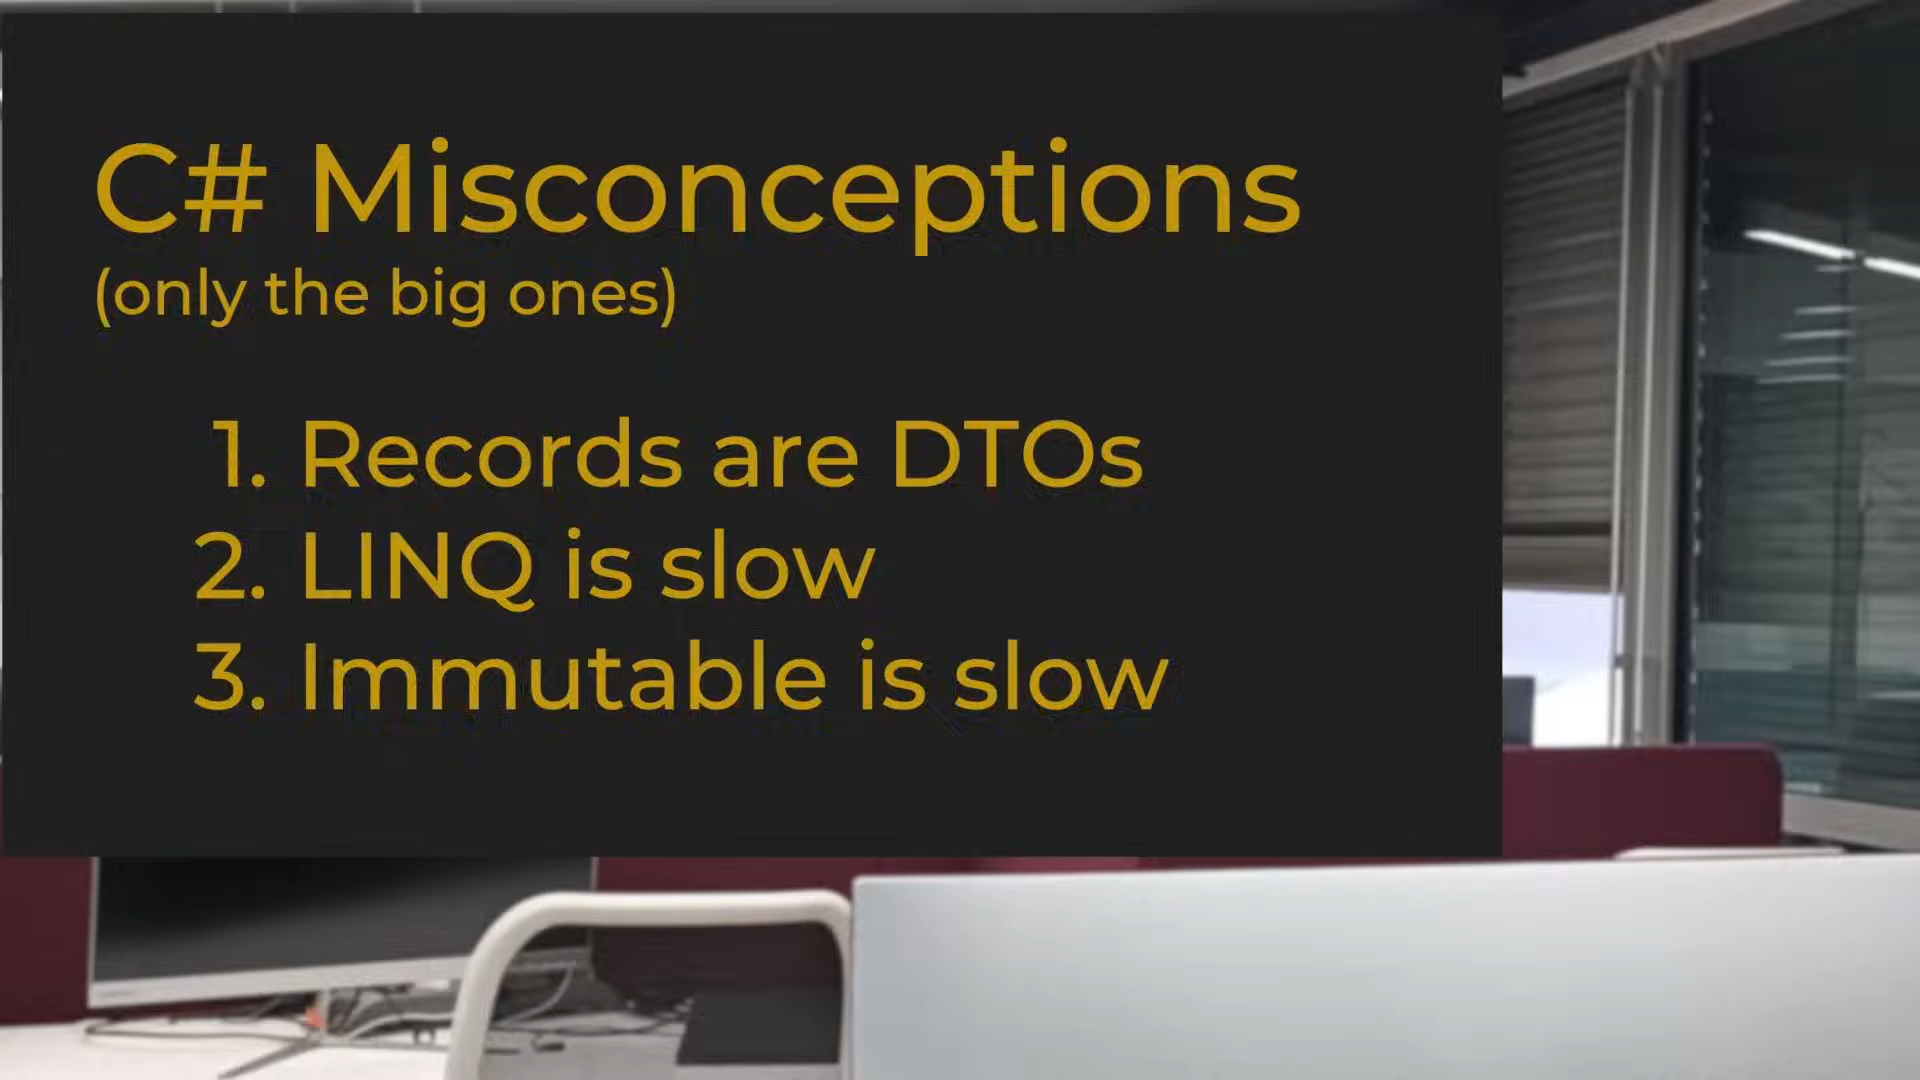 C# Misconceptions
(only the big ones)
1. Records are DTOs
2. LINQ is slow
3. Immutable is slow